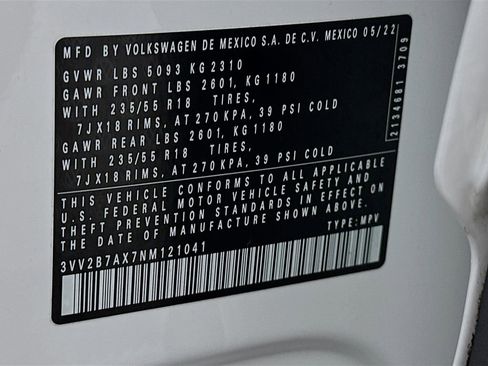 MFD BY VOLKSWAGEN DE MEXICO S.A. DE C.V. MEXICO 05/22
GVWR LBS 5093 KG 2310
GAWR FRONT LBS 2601, KG 1180
WITH 235/55 R18 TIRES,
7JX18 RIMS, AT 270 KPA, 39 PSI COLD
GAWR REAR LBS 2601, KG 1180
WITH 235/55 R18 TIRES,
7JX18 RIMS, AT 270 KPA, 39 PSI COLD
THIS VEHICLE CONFORMS TO ALL APPLICABLE
U.S. FEDERAL MOTOR VEHICLE SAFETY AND
THEFT PREVENTION STANDARDS IN EFFECT ON
THE DATE OF MANUFACTURE SHOWN ABOVE.
3VV2B7AX7NM121041 TYPE: MPV
2134681 3709